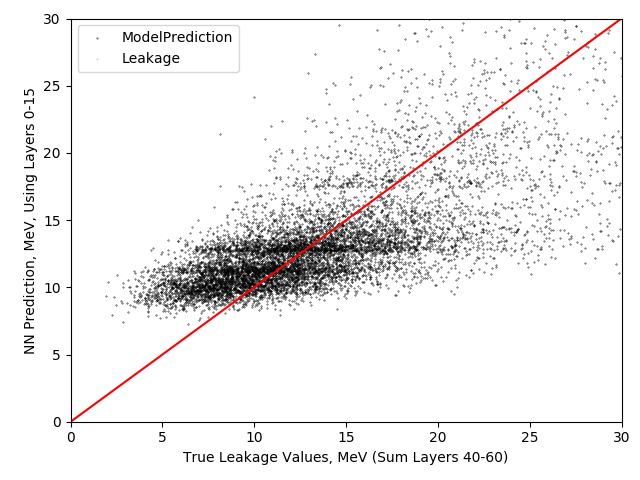 30
25
20
15
10
5
0
NN Prediction, MeV, Using Layers 0-15
ModelPrediction
Leakage
0 5 10 15 20 25 30
True Leakage Values, MeV (Sum Layers 40-60)